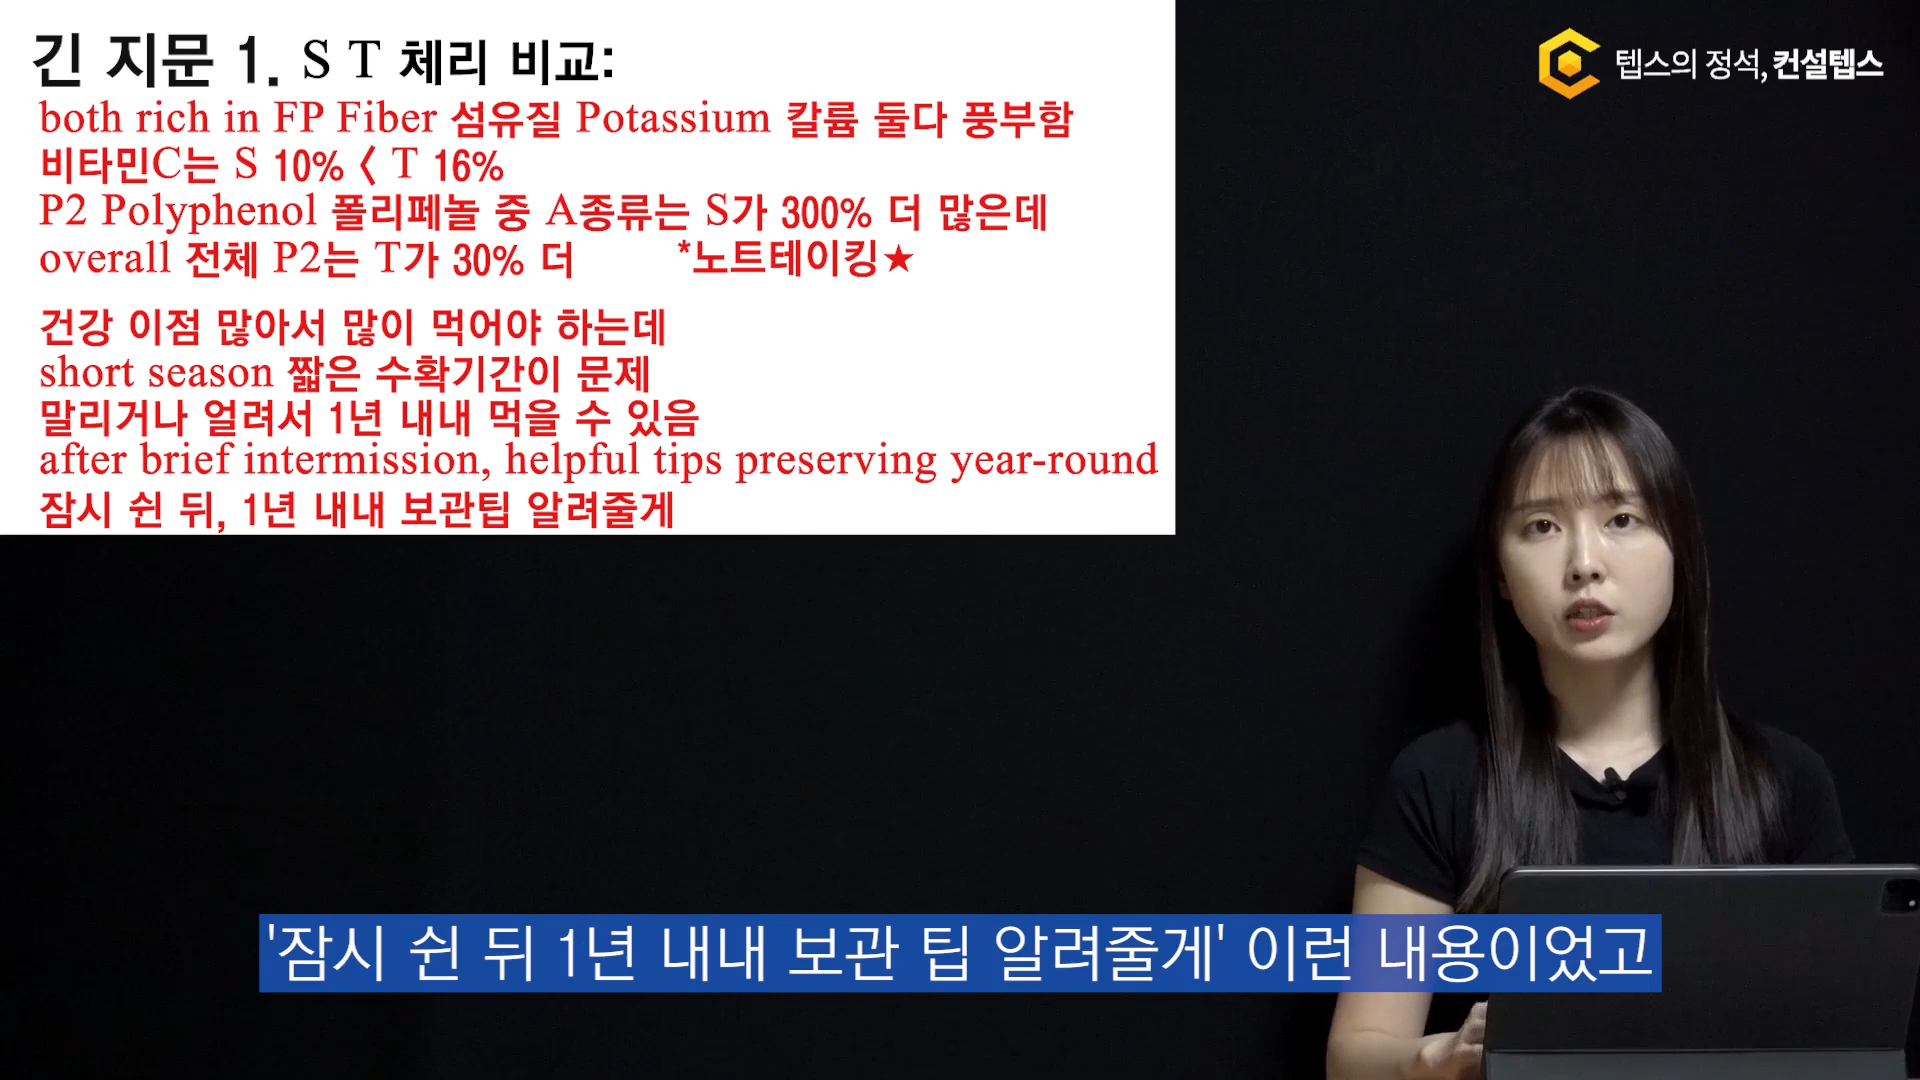 긴 지문 1. S T 체리 비교:
both rich in FP Fiber 섬유질 Potassium 칼륨 둘다 풍부함
비타민C는 S 10% < T 16%
P2 Polyphenol 폴리페놀 중 A종류는 S가 300% 더 많은데
overall 전체 P2는 T가 30% 더 *노트테이킹★
건강 이점 많아서 많이 먹어야 하는데
short season 짧은 수확기간이 문제
말리거나 얼려서 1년 내내 먹을 수 있음
after brief intermission, helpful tips preserving year-round
잠시 쉰 뒤, 1년 내내 보관팁 알려줄게
텝스의 정석, 컨설텝스
'잠시 쉰 뒤 1년 내내 보관 팁 알려줄게' 이런 내용이었고